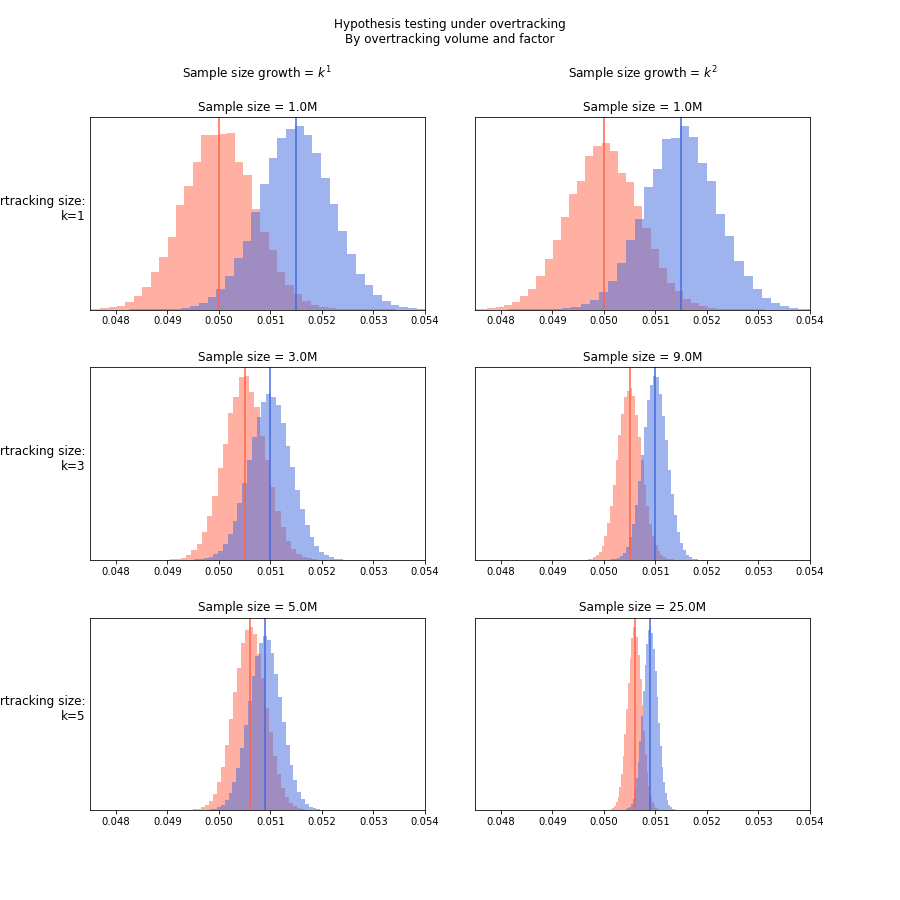 Hypothesis testing under overtracking
By overtracking volume and factor
Sample size growth = k¹
Sample size growth = k²
Sample size = 1.0M
Sample size = 1.0M
rtracking size:
k=1
0.048 0.049 0.050 0.051 0.052 0.053 0.054
0.048 0.049 0.050 0.051 0.052 0.053 0.054
Sample size = 3.0M
Sample size = 9.0M
rtracking size:
k=3
0.048 0.049 0.050 0.051 0.052 0.053 0.054
0.048 0.049 0.050 0.051 0.052 0.053 0.054
Sample size = 5.0M
Sample size = 25.0M
rtracking size:
k=5
0.048 0.049 0.050 0.051 0.052 0.053 0.054
0.048 0.049 0.050 0.051 0.052 0.053 0.054